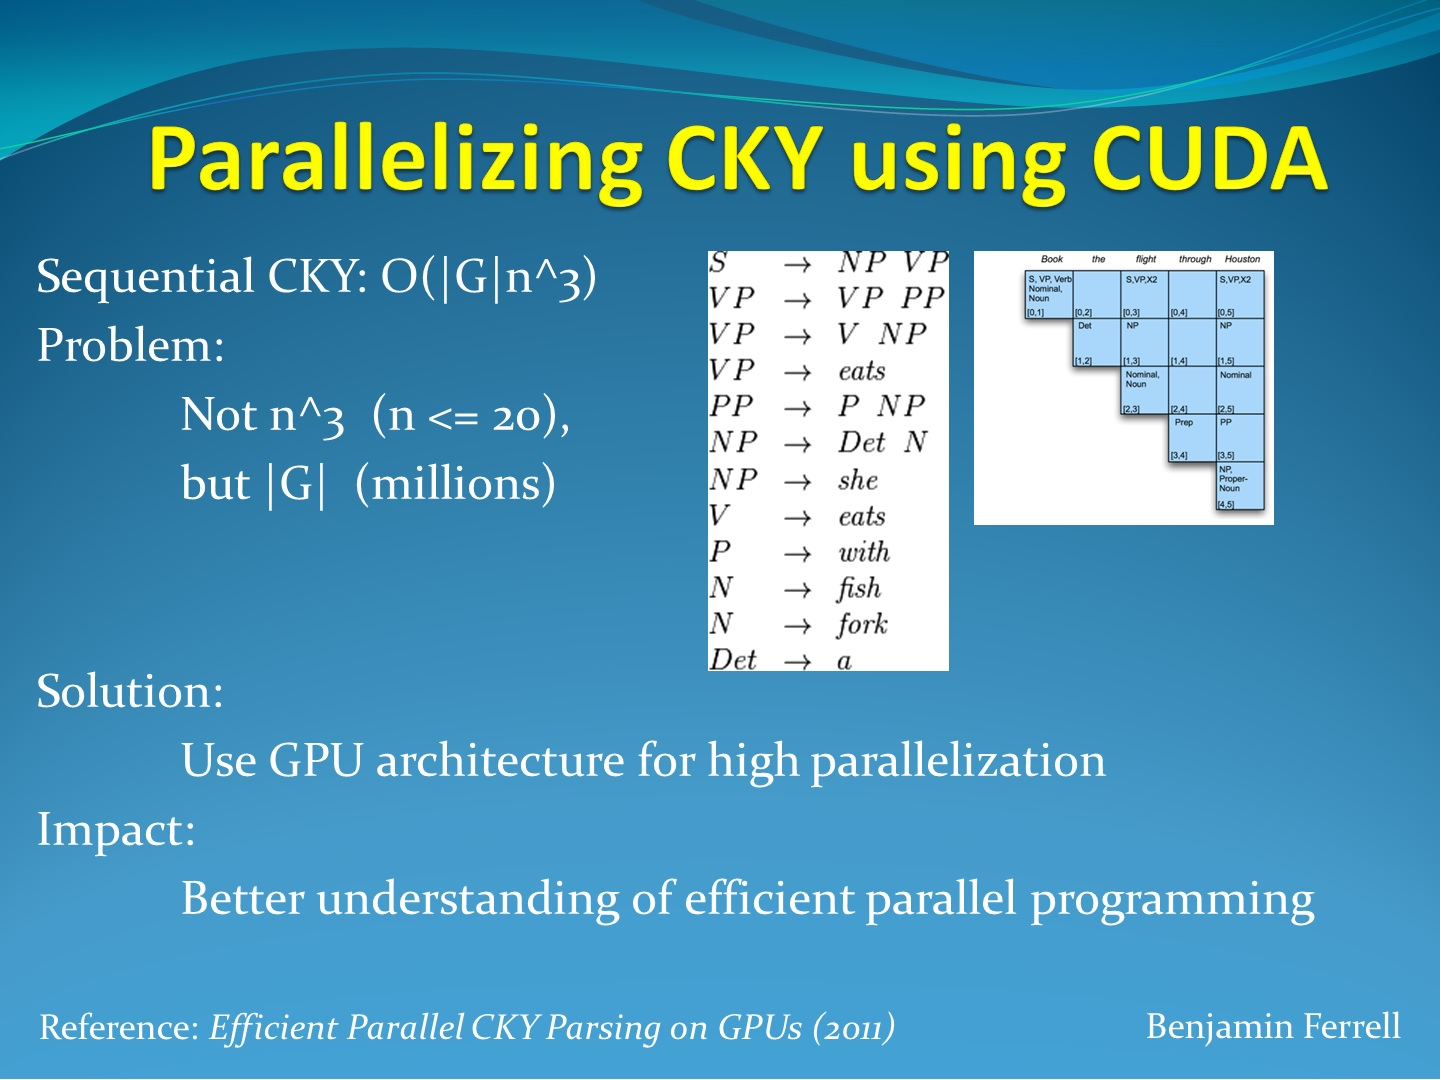 Parallelizing CKY using CUDA
Sequential CKY: O(|G|n^3)
Problem:
Not n^3 (n <= 20),
but |G| (millions)
S → NP VP
VP → VP PP
VP → V NP
VP → eats
PP → P NP
NP → Det N
NP → she
V → eats
P → with
N → fish
N → fork
Det → a
Book the flight through Houston
S, VP, Verb S,VP,X2 S,VP,X2
Nominal,
Noun
[0,1] [0,2] [0,3] [0,4] [0,5]
Det NP NP
[1,2] [1,3] [1,4] [1,5]
Nominal, Nominal
Noun
[2,3] [2,4] [2,5]
Prep PP
[3,4] [3,5]
NP,
Proper-
Noun
[4,5]
Solution:
Use GPU architecture for high parallelization
Impact:
Better understanding of efficient parallel programming
Reference: Efficient Parallel CKY Parsing on GPUs (2011)
Benjamin Ferrell